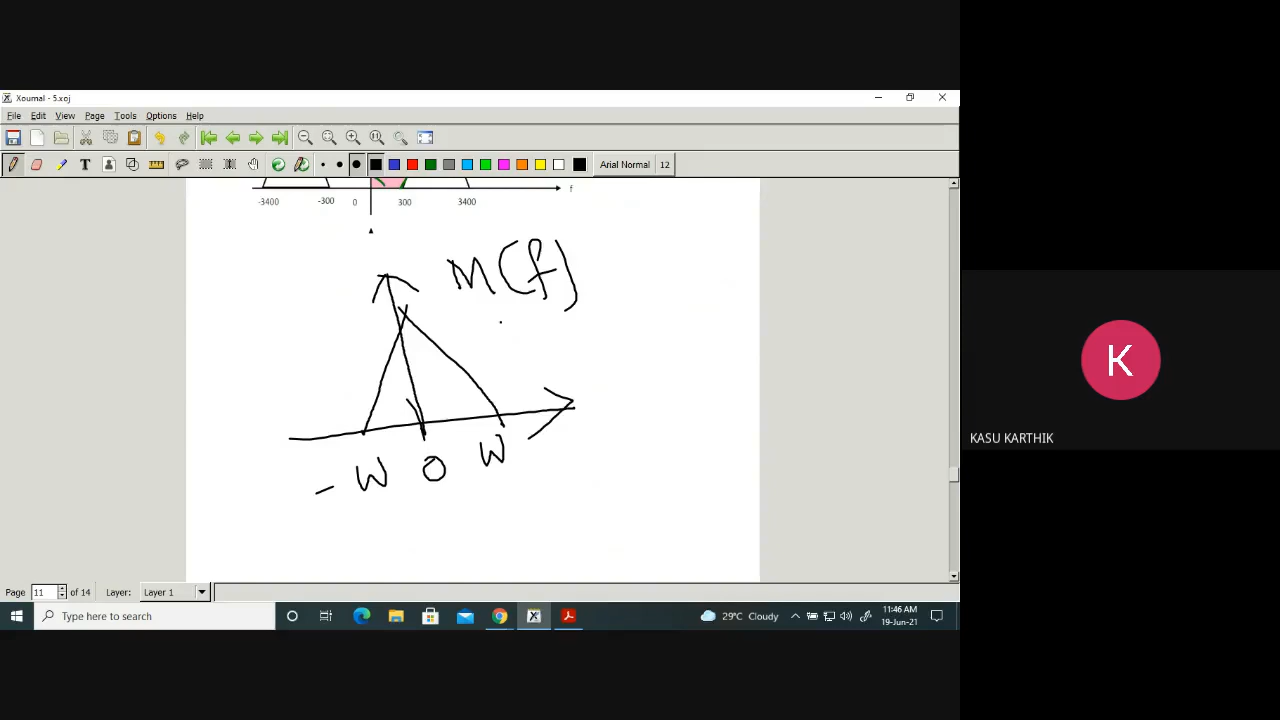 Xournal - 5.xoj
File Edit View Page Tools Options Help
Arial Normal 12
f
-3400 -300 0 300 3400
M(f)
-W 0 W
K
KASU KARTHIK
Page 11 of 14 Layer: Layer 1
Type here to search
29°C Cloudy
11:46 AM
19-Jun-21